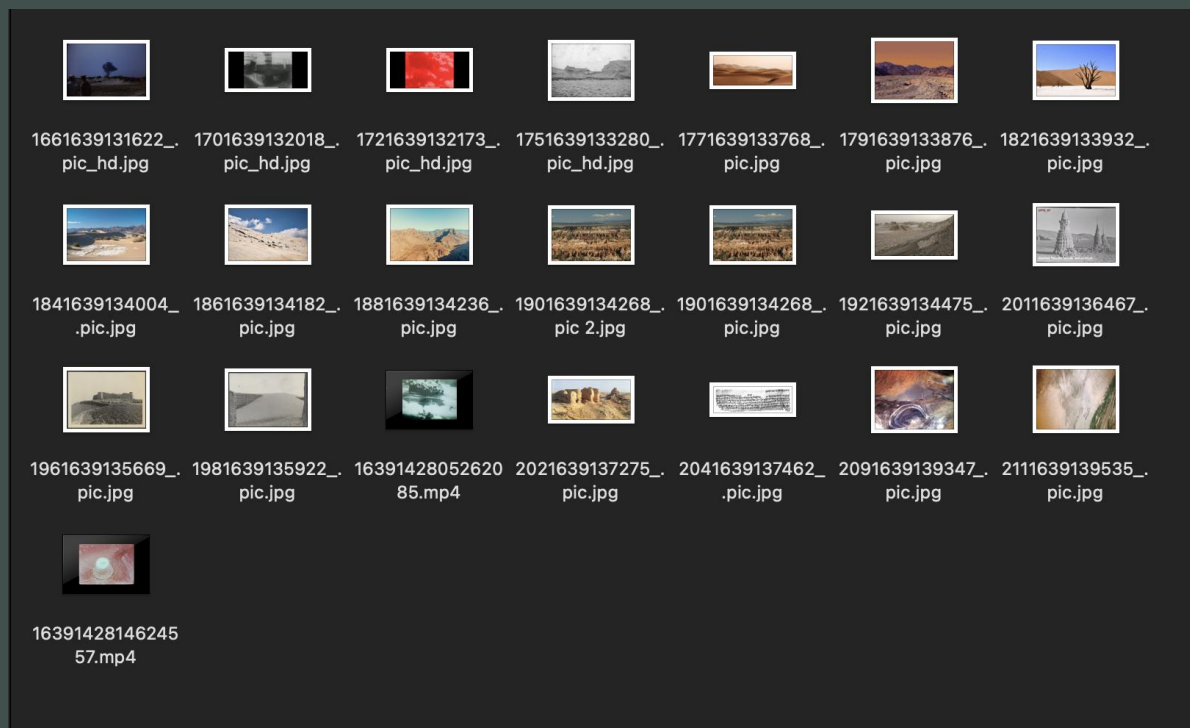 1661639131622_.
pic_hd.jpg
1701639132018_.
pic_hd.jpg
1721639132173_.
pic_hd.jpg
1751639133280_.
pic_hd.jpg
1771639133768_.
pic.jpg
1791639133876_.
pic.jpg
1821639133932_.
pic.jpg
1841639134004_
.pic.jpg
1861639134182_.
pic.jpg
1881639134236_.
pic.jpg
1901639134268_.
pic 2.jpg
1901639134268_.
pic.jpg
1921639134475_.
pic.jpg
2011639136467_.
pic.jpg
1961639135669_.
pic.jpg
1981639135922_.
pic.jpg
16391428052620
85.mp4
2021639137275_.
pic.jpg
2041639137462_
.pic.jpg
2091639139347_.
pic.jpg
2111639139535_.
pic.jpg
16391428146245
57.mp4